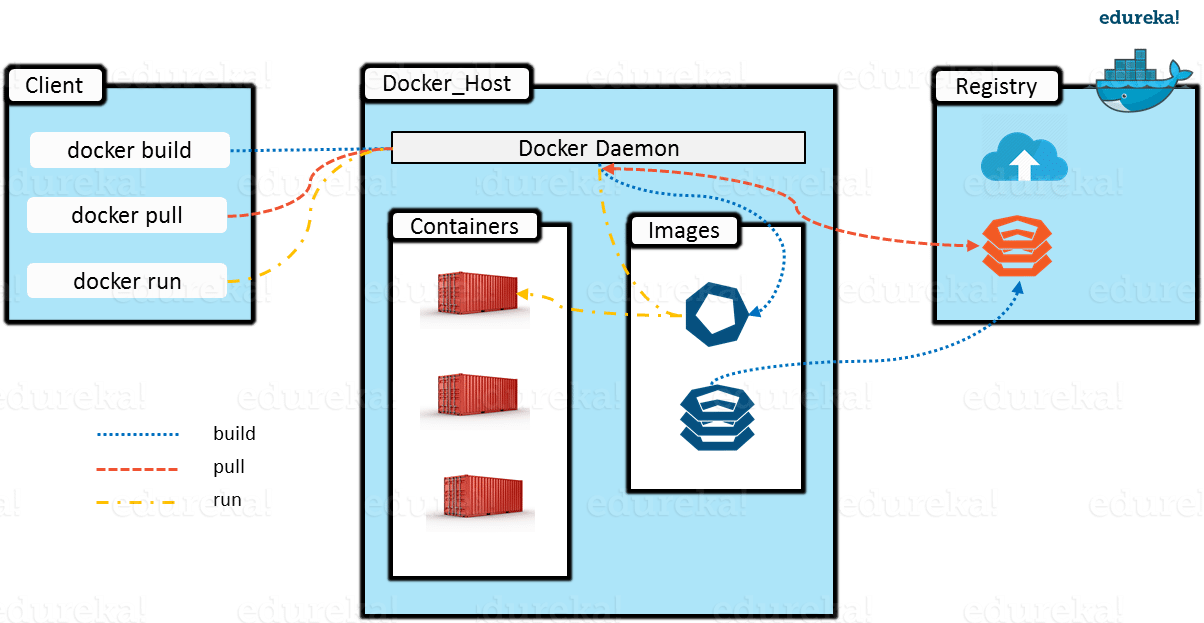 edureka!
Client
Docker_Host
Registry
docker build
Docker Daemon
docker pull
Containers
Images
docker run
build
pull
run